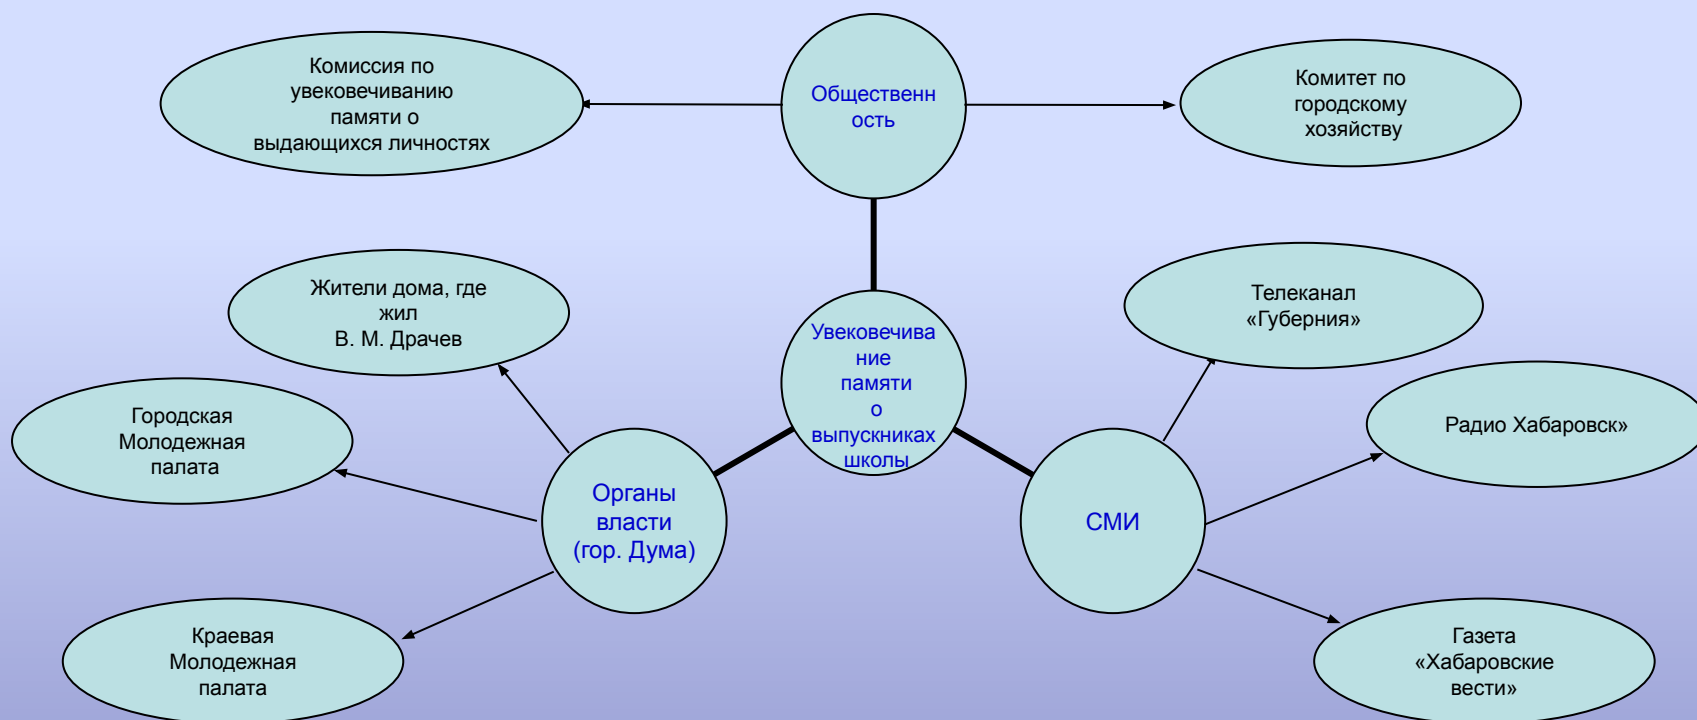 Комиссия по
увековечиванию
памяти о
выдающихся личностях
Общественн
ость
Комитет по
городскому
хозяйству
Жители дома, где
жил
В. М. Драчев
Увековечива
ние
памяти
о
выпускниках
школы
Телеканал
«Губерния»
Городская
Молодежная
палата
Радио Хабаровск»
Органы
власти
(гор. Дума)
СМИ
Краевая
Молодежная
палата
Газета
«Хабаровские
вести»